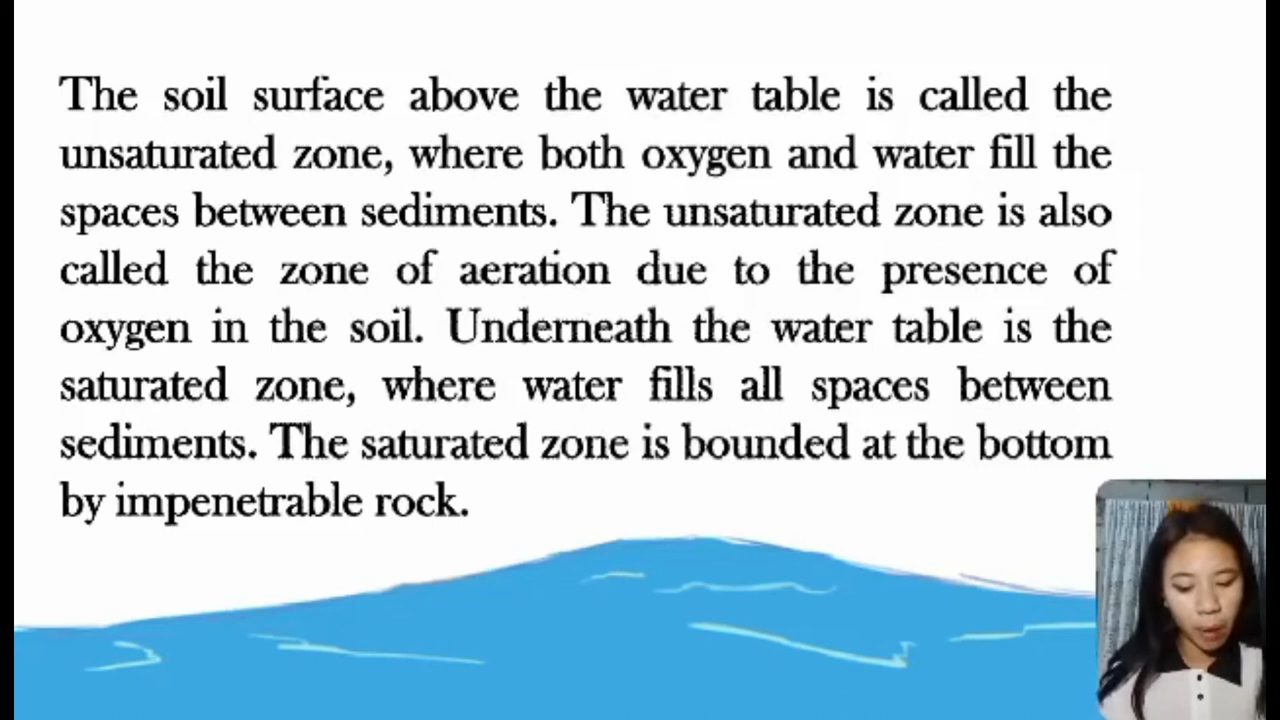 The soil surface above the water table is called the
unsaturated zone, where both oxygen and water fill the
spaces between sediments. The unsaturated zone is also
called the zone of aeration due to the presence of
oxygen in the soil. Underneath the water table is the
saturated zone, where water fills all spaces between
sediments. The saturated zone is bounded at the bottom
by impenetrable rock.